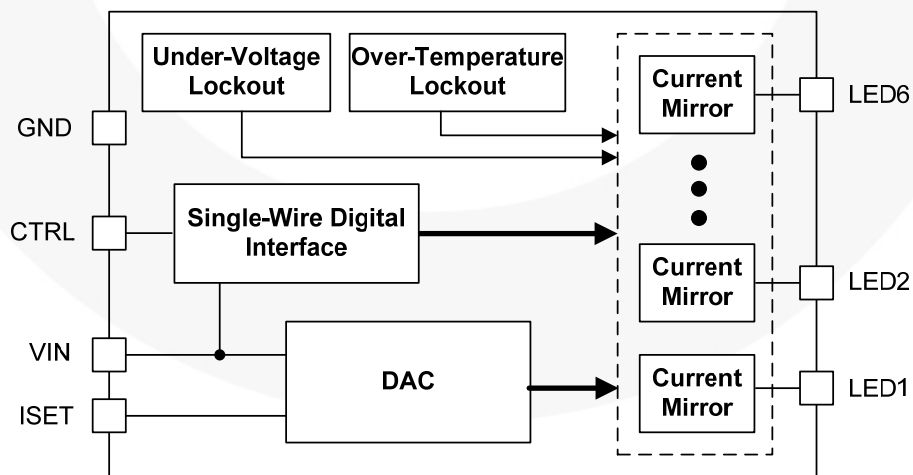 Under-Voltage
Lockout
Over-Temperature
Lockout
Current
Mirror
LED6
GND
CTRL
Single-Wire Digital
Interface
Current
Mirror
LED2
VIN
DAC
Current
Mirror
LED1
ISET